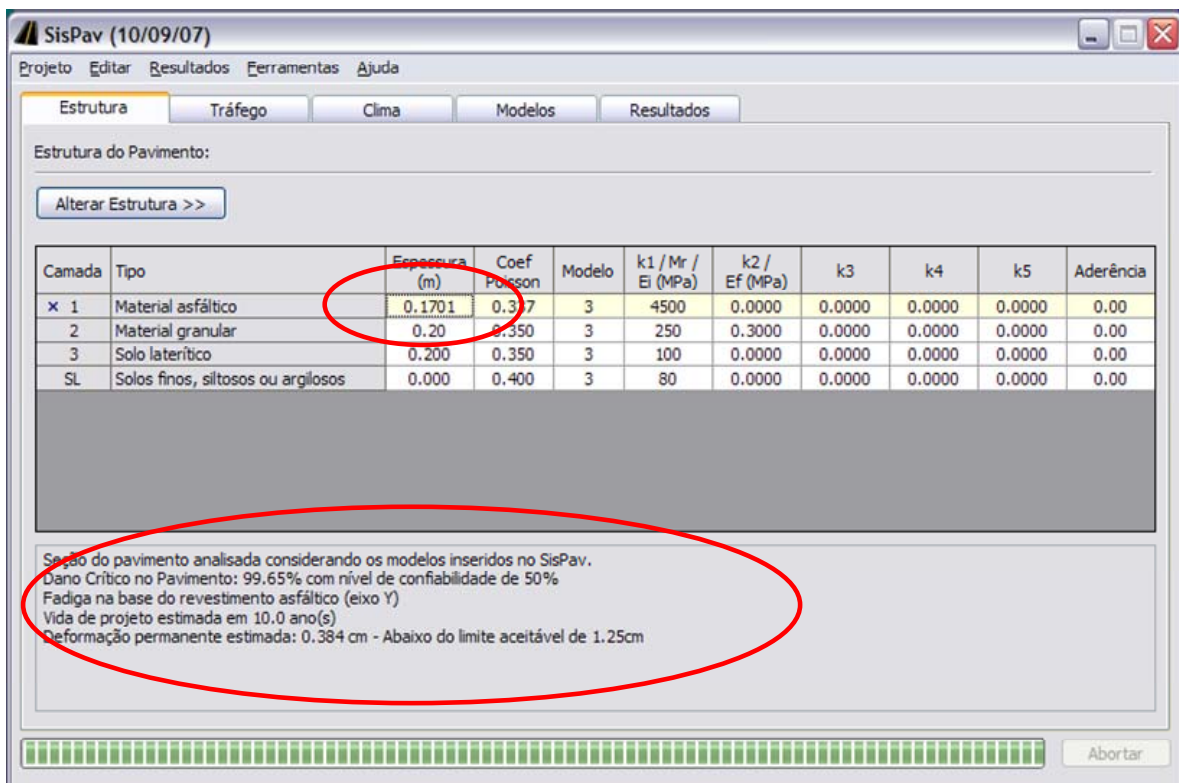 SisPav (10/09/07)
Projeto Editar Resultados Ferramentas Ajuda
Estrutura Tráfego Clima Modelos Resultados
Estrutura do Pavimento:
Alterar Estrutura >>
Camada Tipo Espessura (m) Coef Poisson Modelo k1 / Mr / Ei (MPa) k2 / Ef (MPa) k3 k4 k5 Aderência
× 1 Material asfáltico 0.1701 0.337 3 4500 0.0000 0.0000 0.0000 0.0000 0.00
2 Material granular 0.20 0.350 3 250 0.3000 0.0000 0.0000 0.0000 0.00
3 Solo laterítico 0.200 0.350 3 100 0.0000 0.0000 0.0000 0.0000 0.00
SL Solos finos, siltosos ou argilosos 0.000 0.400 3 80 0.0000 0.0000 0.0000 0.0000 0.00
Seção do pavimento analisada considerando os modelos inseridos no SisPav.
Dano Crítico no Pavimento: 99.65% com nível de confiabilidade de 50%
Fadiga na base do revestimento asfáltico (eixo Y)
Vida de projeto estimada em 10.0 ano(s)
Deformação permanente estimada: 0.384 cm - Abaixo do limite aceitável de 1.25cm
Abortar